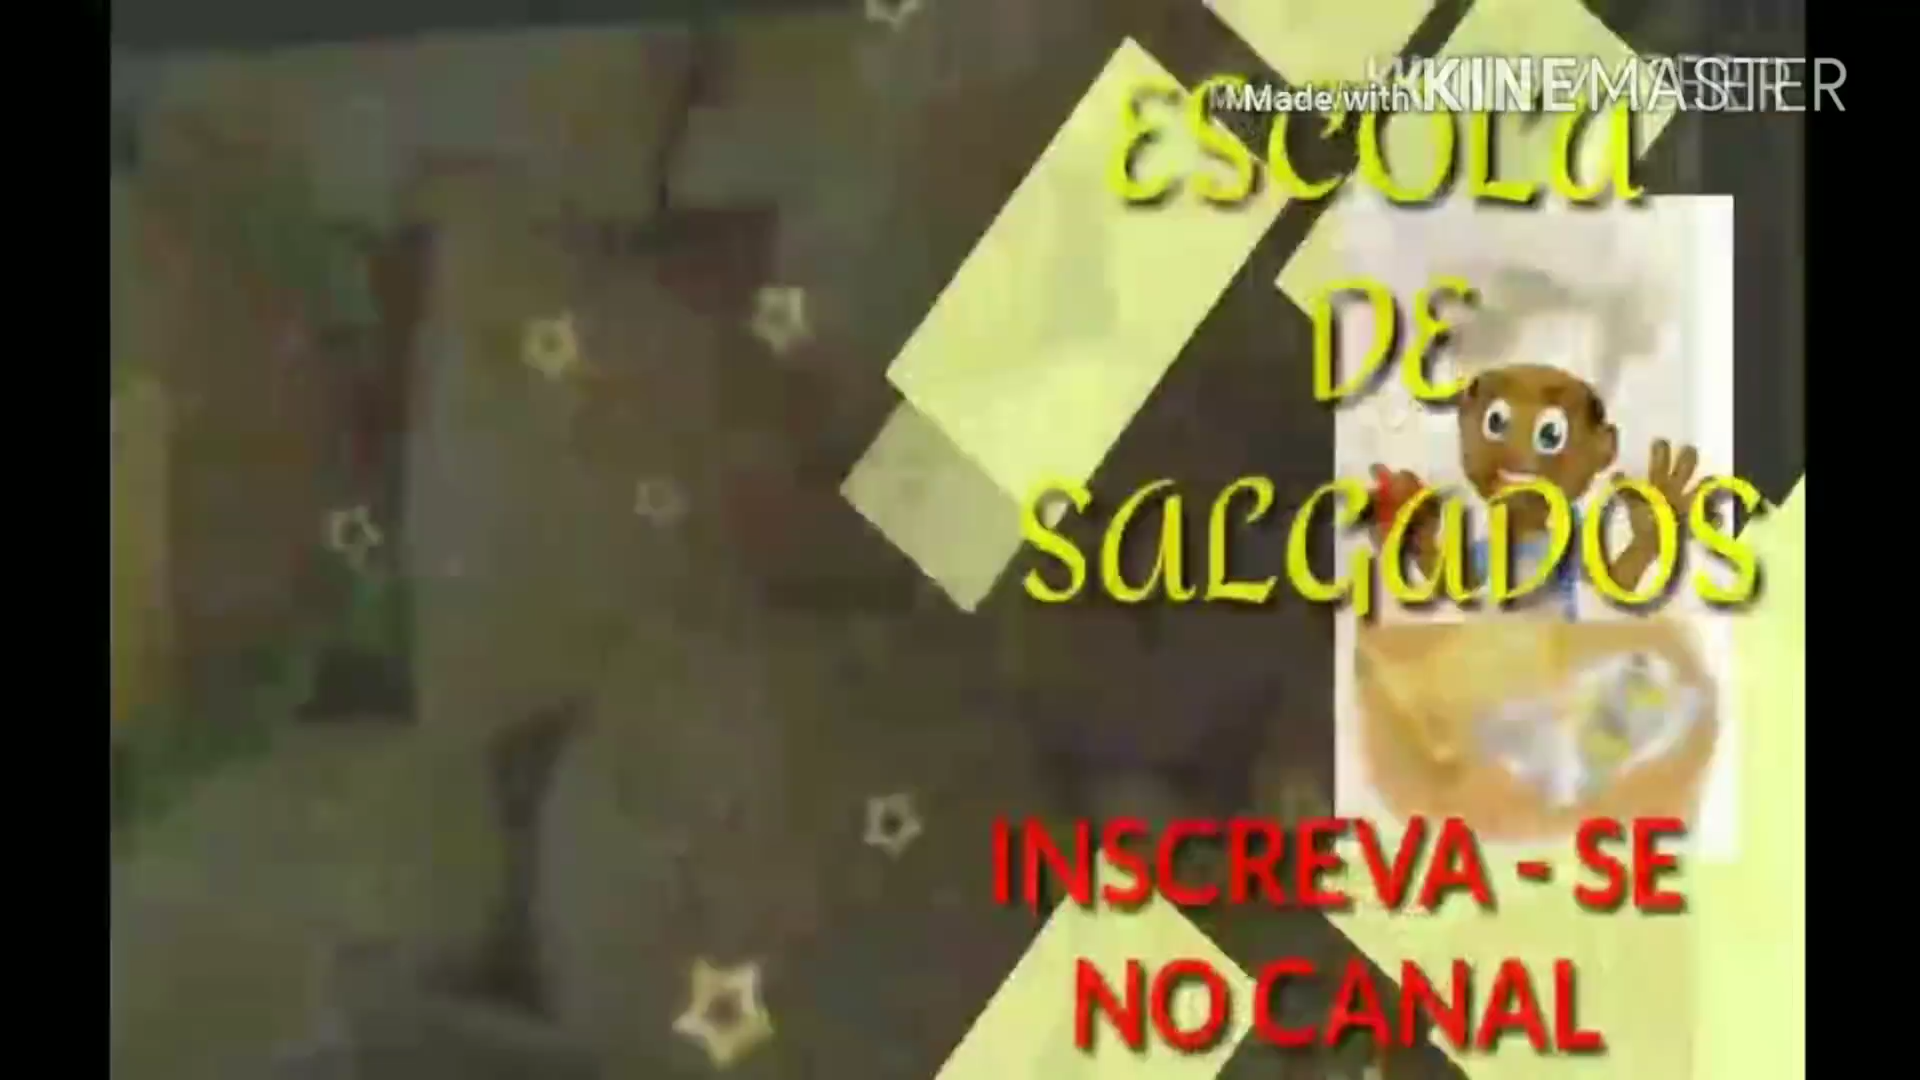 Made with KINEMASTER
ESCOLA
DE
SALGADOS
INSCREVA - SE
NO CANAL